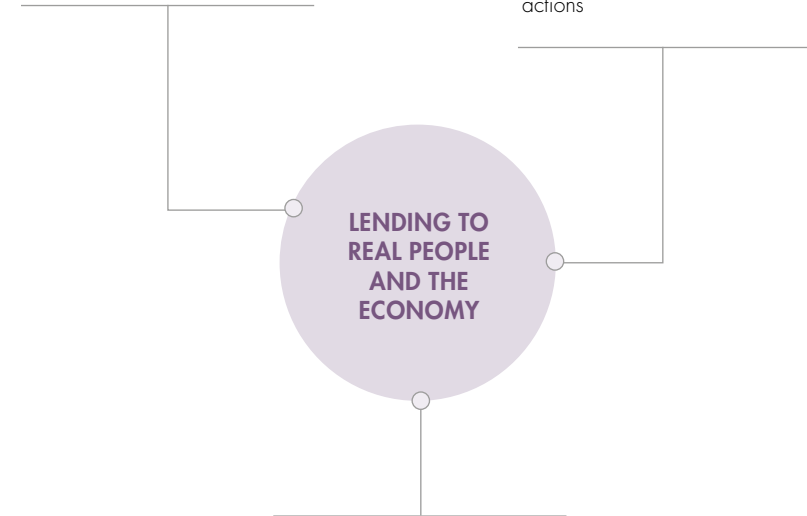 actions
LENDING TO
REAL PEOPLE
AND THE
ECONOMY